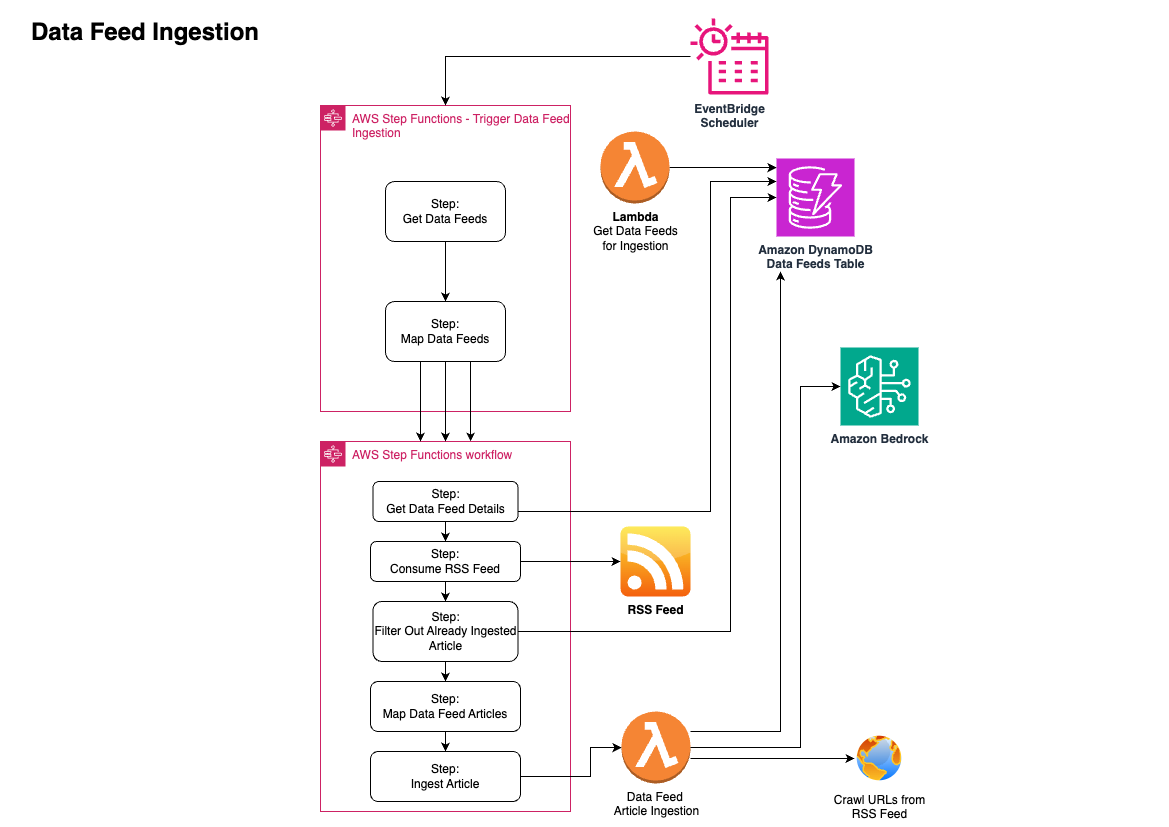 Data Feed Ingestion
EventBridge
Scheduler
AWS Step Functions - Trigger Data Feed
Ingestion
Step:
Get Data Feeds
Lambda
Get Data Feeds
for Ingestion
Amazon DynamoDB
Data Feeds Table
Step:
Map Data Feeds
Amazon Bedrock
AWS Step Functions workflow
Step:
Get Data Feed Details
Step:
Consume RSS Feed
RSS Feed
Step:
Filter Out Already Ingested
Article
Step:
Map Data Feed Articles
Step:
Ingest Article
Data Feed
Article Ingestion
Crawl URLs from
RSS Feed